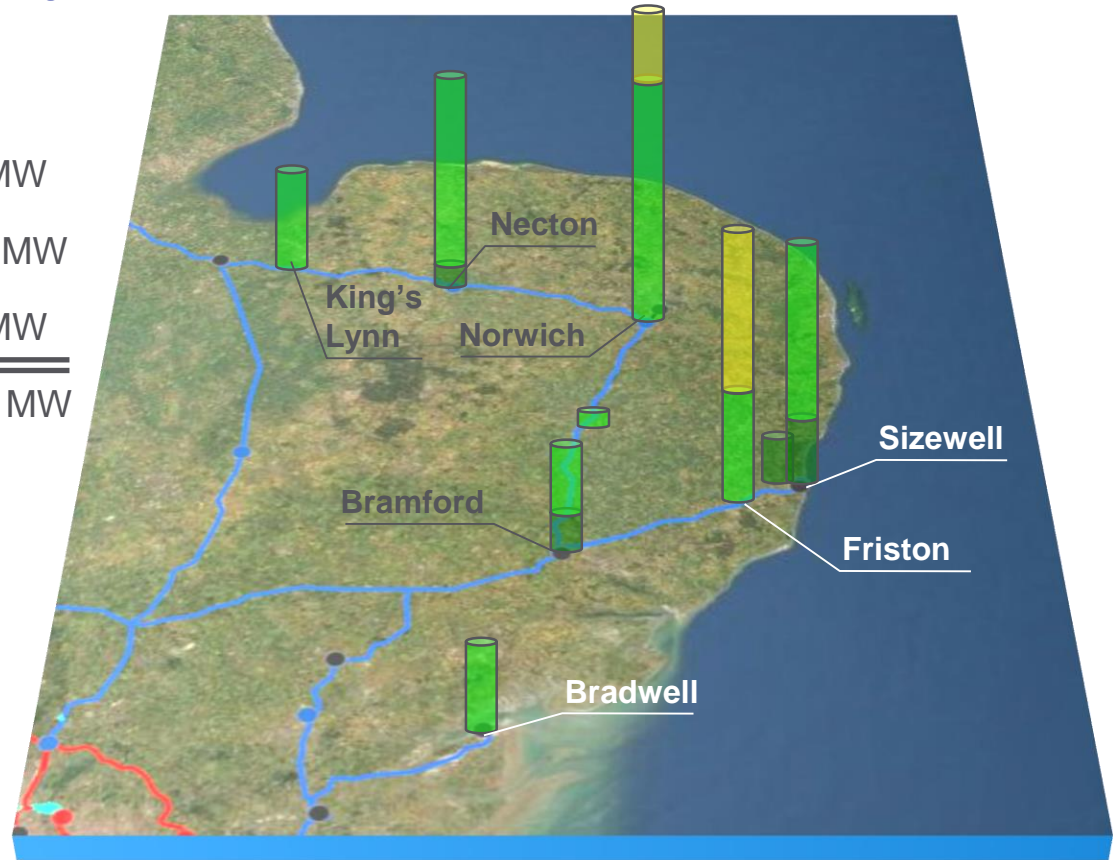 MW
MW
MW
MW
Necton
King’s
Lynn
Norwich
Sizewell
Bramford
Friston
Bradwell